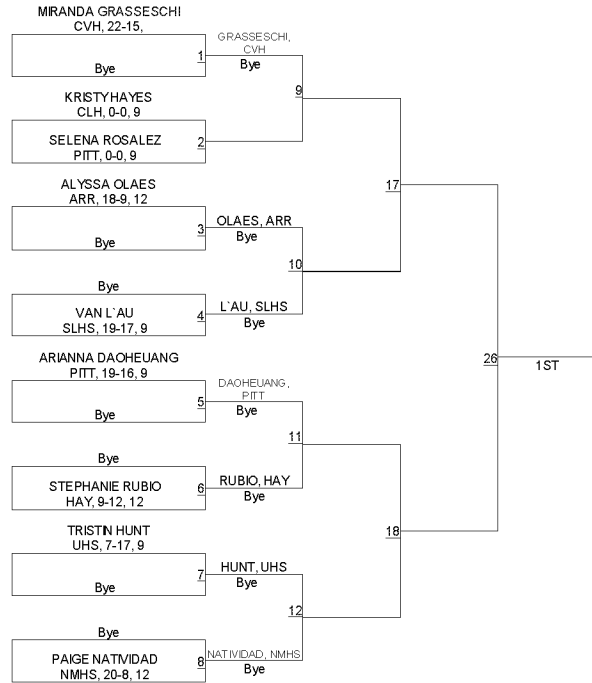 MIRANDA GRASSESCHI
CVH, 22-15,
Bye
1
GRASSESCHI,
CVH
Bye
9
KRISTY HAYES
CLH, 0-0, 9
SELENA ROSALEZ
PITT, 0-0, 9
2
17
ALYSSA OLAES
ARR, 18-9, 12
Bye
3
OLAES, ARR
Bye
10
Bye
VAN L`AU
SLHS, 19-17, 9
4
L`AU, SLHS
Bye
26
1ST
ARIANNA DAOHEUANG
PITT, 19-16, 9
Bye
5
DAOHEUANG,
PITT
Bye
11
Bye
STEPHANIE RUBIO
HAY, 9-12, 12
6
RUBIO, HAY
Bye
18
TRISTIN HUNT
UHS, 7-17, 9
Bye
7
HUNT, UHS
Bye
12
Bye
PAIGE NATIVIDAD
NMHS, 20-8, 12
8
NATIVIDAD, NMHS
Bye